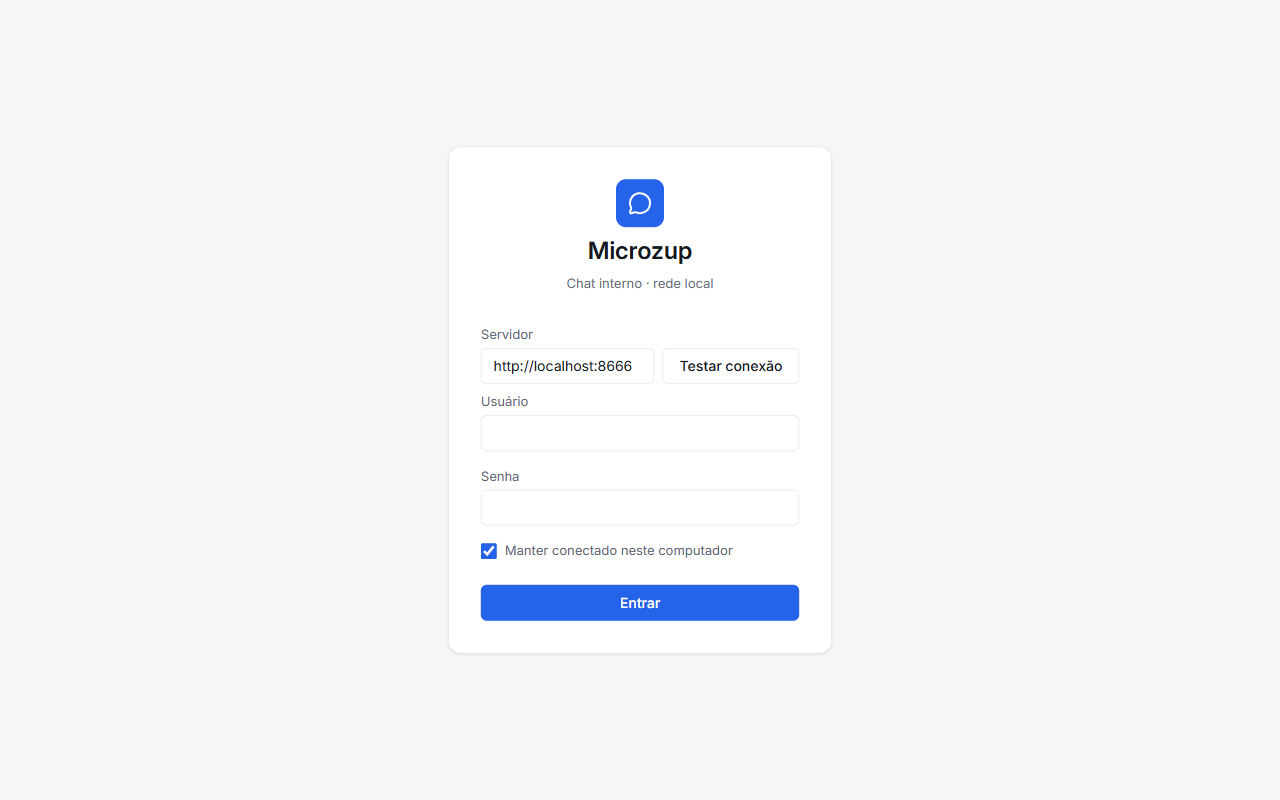 Microzup
Chat interno · rede local
Servidor
http://localhost:8666 Testar conexão
Usuário
Senha
Manter conectado neste computador
Entrar